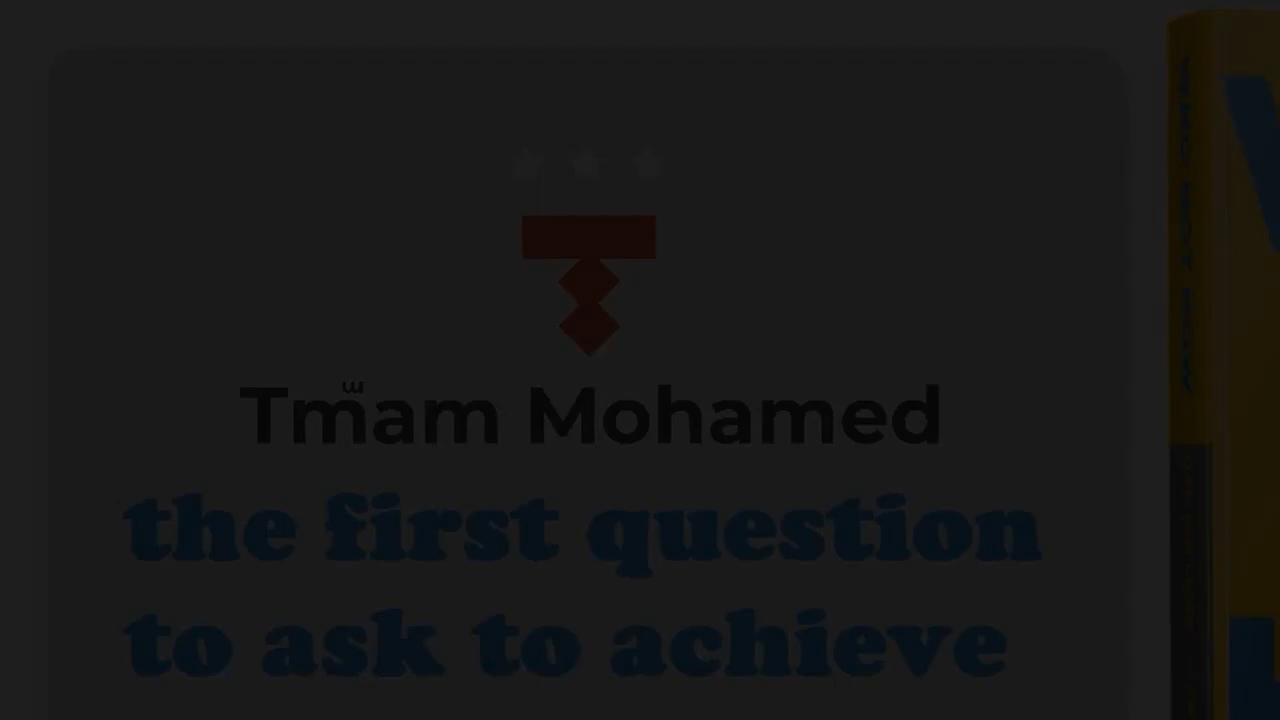 Tmam Mohamed
the first question
to ask to achieve